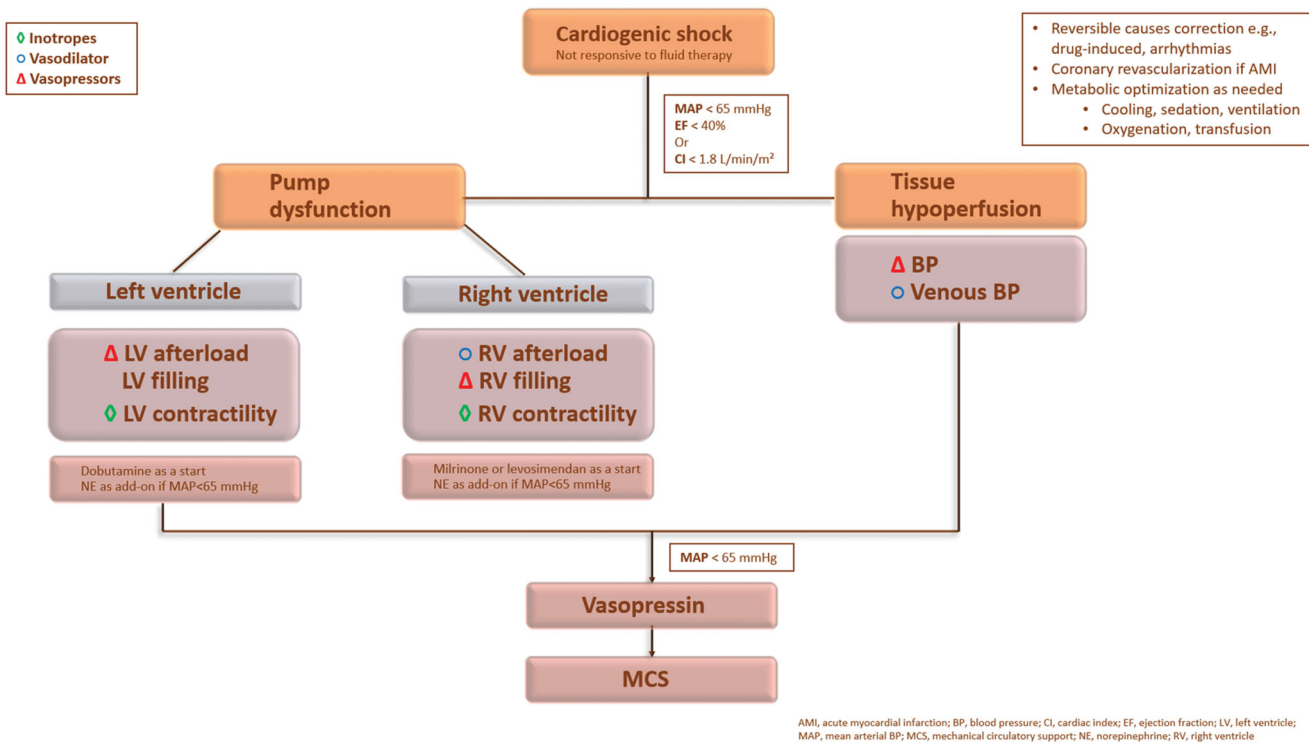 ◊ Inotropes
○ Vasodilator
Δ Vasopressors
Cardiogenic shock
Not responsive to fluid therapy
• Reversible causes correction e.g.,
drug-induced, arrhythmias
• Coronary revascularization if AMI
• Metabolic optimization as needed
• Cooling, sedation, ventilation
• Oxygenation, transfusion
MAP < 65 mmHg
EF < 40%
Or
CI < 1.8 L/min/m²
Pump
dysfunction
Tissue
hypoperfusion
Left ventricle
Right ventricle
Δ BP
○ Venous BP
Δ LV afterload
LV filling
◊ LV contractility
○ RV afterload
Δ RV filling
◊ RV contractility
Dobutamine as a start
NE as add-on if MAP<65 mmHg
Milrinone or levosimendan as a start
NE as add-on if MAP<65 mmHg
MAP < 65 mmHg
Vasopressin
MCS
AMI, acute myocardial infarction; BP, blood pressure; CI, cardiac index; EF, ejection fraction; LV, left ventricle;
MAP, mean arterial BP; MCS, mechanical circulatory support; NE, norepinephrine; RV, right ventricle